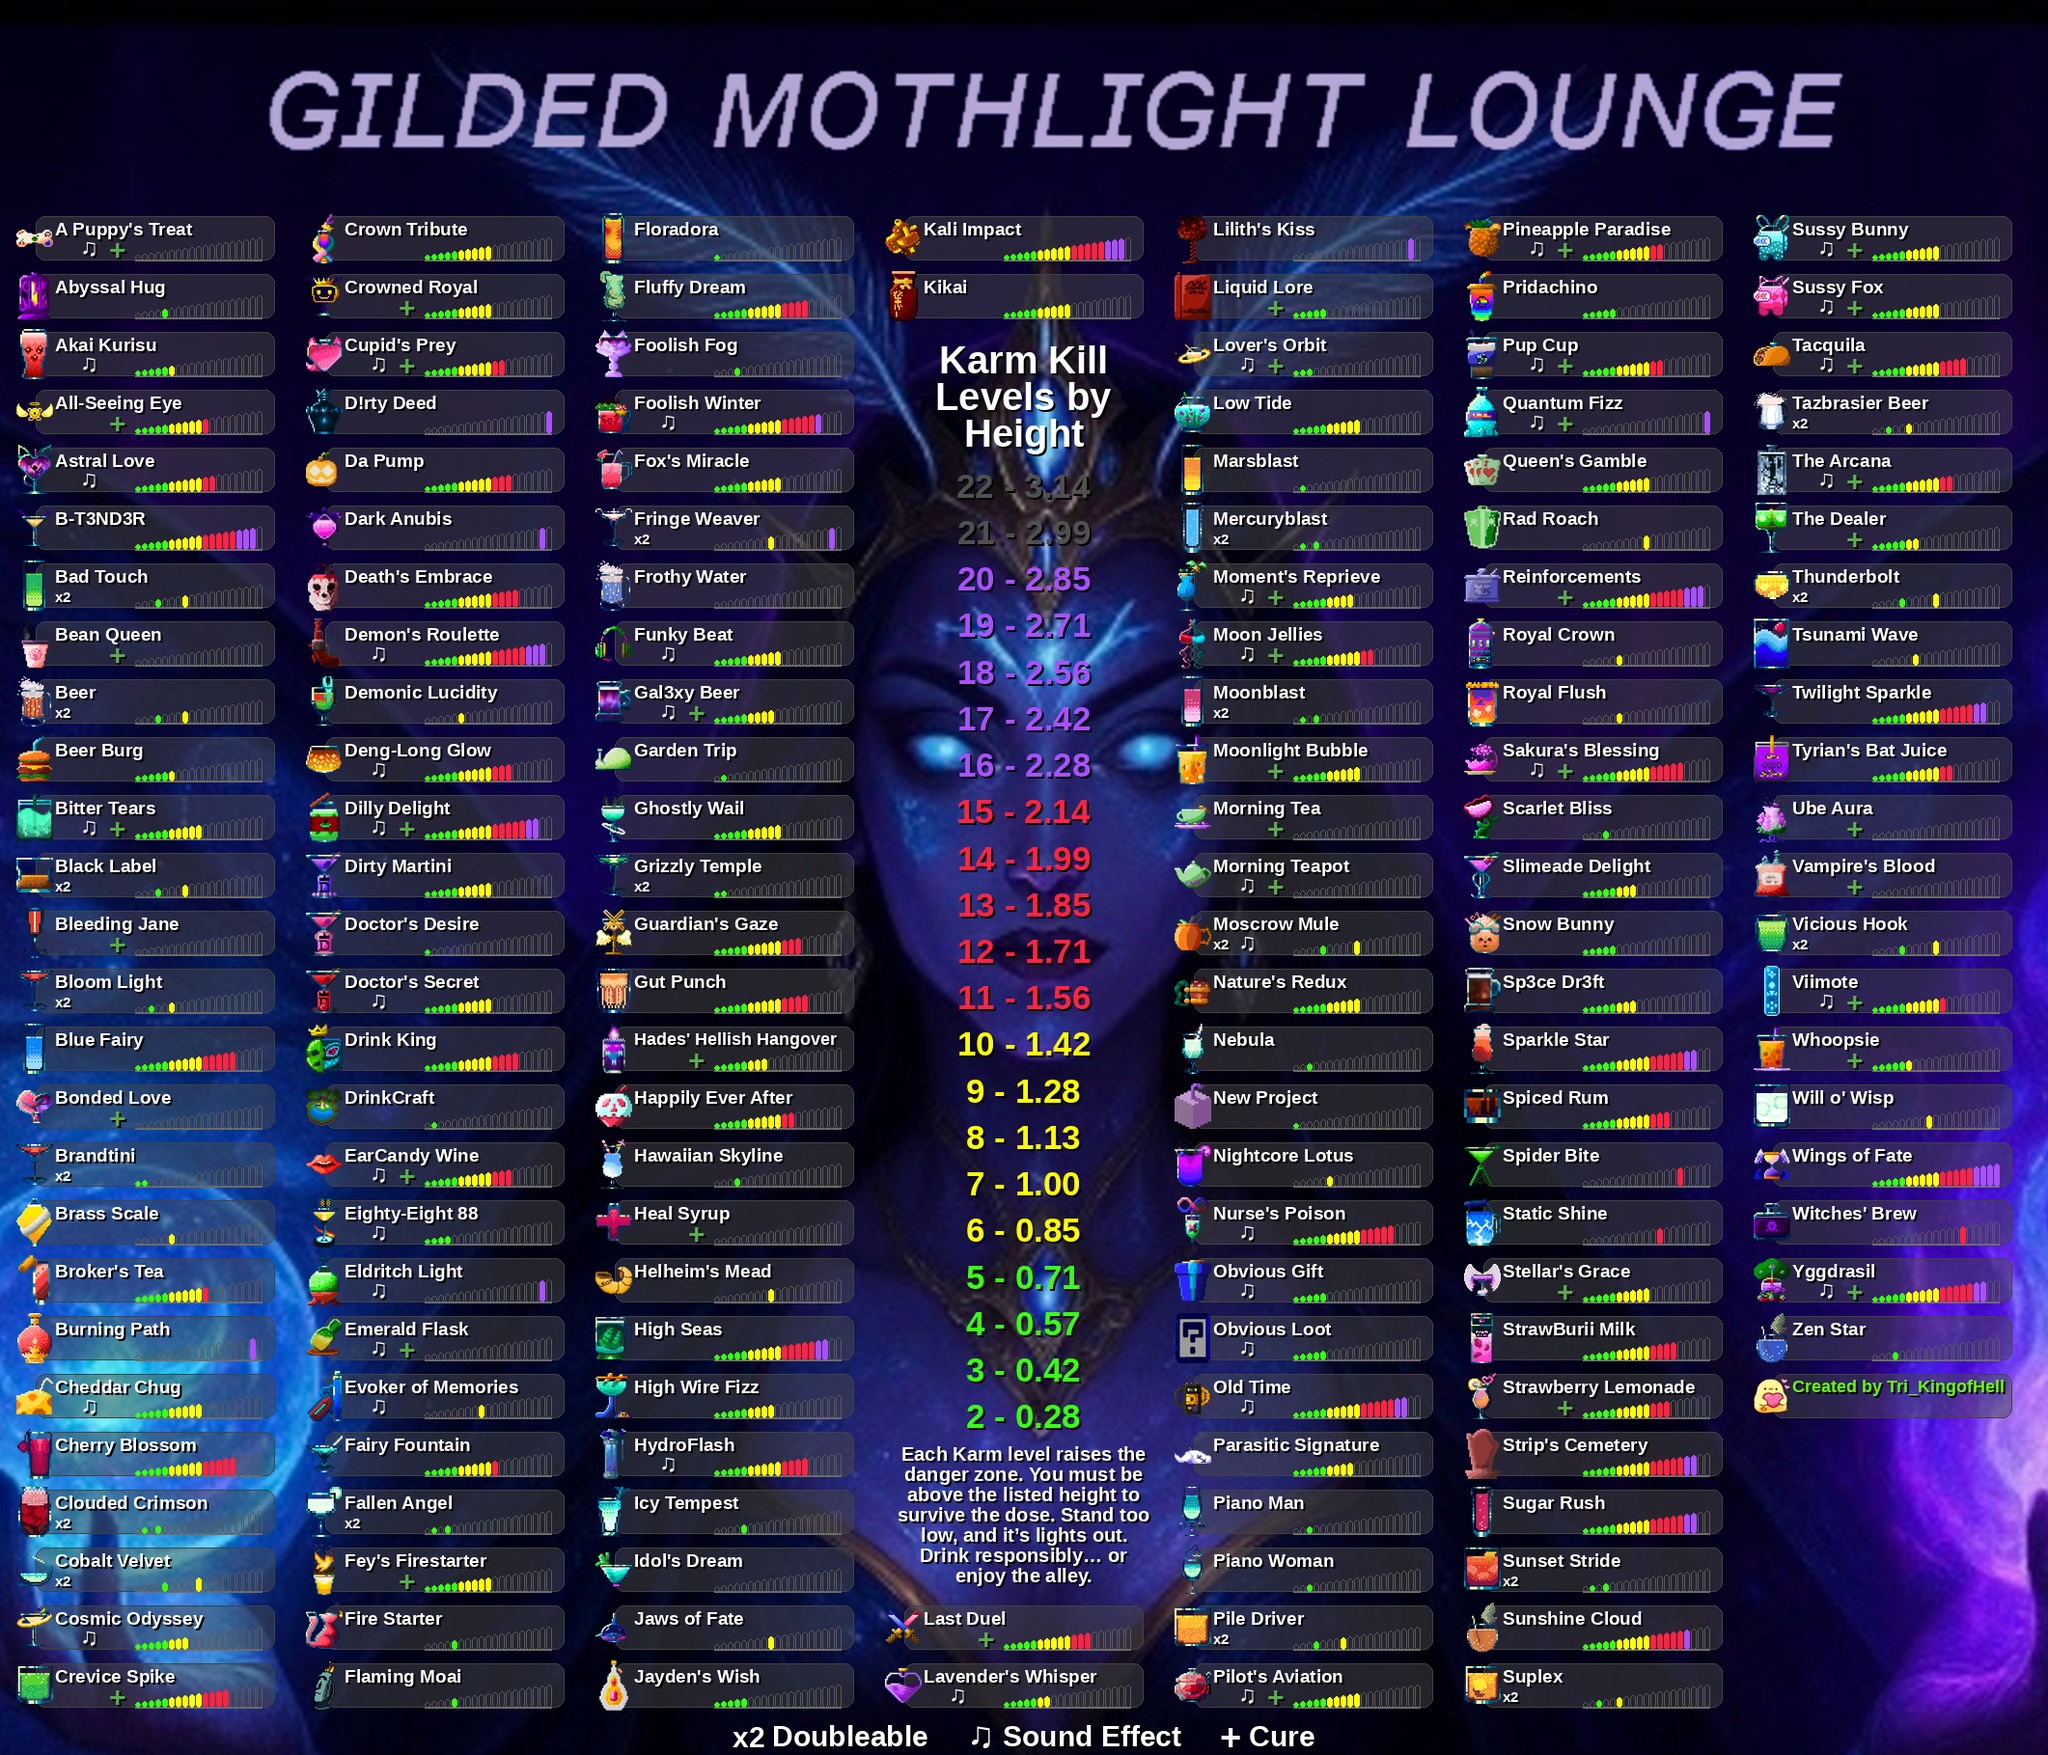 GILDED MOTHLIGHT LOUNGE
A Puppy's Treat
♫ +
Abyssal Hug
Akai Kurisu
♫
All-Seeing Eye
+
Astral Love
♫
B-T3ND3R
Bad Touch
x2
Bean Queen
+
Beer
x2
Beer Burg
Bitter Tears
♫ +
Black Label
x2
Bleeding Jane
+
Bloom Light
x2
Blue Fairy
Bonded Love
+
Brandtini
x2
Brass Scale
Broker's Tea
Burning Path
Cheddar Chug
♫
Cherry Blossom
Clouded Crimson
x2
Cobalt Velvet
x2
Cosmic Odyssey
♫
Crevice Spike
+
Crown Tribute
Crowned Royal
+
Cupid's Prey
♫ +
D!rty Deed
Da Pump
Dark Anubis
Death's Embrace
Demon's Roulette
♫
Demonic Lucidity
Deng-Long Glow
♫
Dilly Delight
♫ +
Dirty Martini
Doctor's Desire
Doctor's Secret
♫
Drink King
DrinkCraft
EarCandy Wine
♫ +
Eighty-Eight 88
♫
Eldritch Light
♫
Emerald Flask
♫ +
Evoker of Memories
♫
Fairy Fountain
Fallen Angel
x2
Fey's Firestarter
+
Fire Starter
Flaming Moai
Floradora
Fluffy Dream
Foolish Fog
Foolish Winter
♫
Fox's Miracle
Fringe Weaver
x2
Frothy Water
Funky Beat
♫
Gal3xy Beer
♫ +
Garden Trip
Ghostly Wail
Grizzly Temple
x2
Guardian's Gaze
Gut Punch
Hades' Hellish Hangover
+
Happily Ever After
Hawaiian Skyline
Heal Syrup
+
Helheim's Mead
High Seas
High Wire Fizz
HydroFlash
♫
Icy Tempest
Idol's Dream
Jaws of Fate
Jayden's Wish
Kali Impact
Kikai
Karm Kill
Levels by
Height
22 - 3.14
21 - 2.99
20 - 2.85
19 - 2.71
18 - 2.56
17 - 2.42
16 - 2.28
15 - 2.14
14 - 1.99
13 - 1.85
12 - 1.71
11 - 1.56
10 - 1.42
9 - 1.28
8 - 1.13
7 - 1.00
6 - 0.85
5 - 0.71
4 - 0.57
3 - 0.42
2 - 0.28
Each Karm level raises the
danger zone. You must be
above the listed height to
survive the dose. Stand too
low, and it's lights out.
Drink responsibly... or
enjoy the alley.
Last Duel
+
Lavender's Whisper
♫
Lilith's Kiss
Liquid Lore
+
Lover's Orbit
♫ +
Low Tide
Marsblast
Mercuryblast
x2
Moment's Reprieve
♫ +
Moon Jellies
♫ +
Moonblast
x2
Moonlight Bubble
+
Morning Tea
+
Morning Teapot
♫ +
Moscrow Mule
x2 ♫
Nature's Redux
Nebula
New Project
Nightcore Lotus
Nurse's Poison
♫
Obvious Gift
♫
Obvious Loot
♫
Old Time
♫
Parasitic Signature
Piano Man
Piano Woman
Pile Driver
x2
Pilot's Aviation
♫ +
Pineapple Paradise
♫ +
Pridachino
Pup Cup
♫ +
Quantum Fizz
♫ +
Queen's Gamble
Rad Roach
Reinforcements
+
Royal Crown
Royal Flush
Sakura's Blessing
♫ +
Scarlet Bliss
Slimeade Delight
Snow Bunny
Sp3ce Dr3ft
Sparkle Star
Spiced Rum
Spider Bite
Static Shine
Stellar's Grace
+
StrawBurii Milk
Strawberry Lemonade
+
Strip's Cemetery
Sugar Rush
Sunset Stride
x2
Sunshine Cloud
Suplex
x2
Sussy Bunny
♫ +
Sussy Fox
♫ +
Tacquila
♫ +
Tazbrasier Beer
x2
The Arcana
♫ +
The Dealer
+
Thunderbolt
x2
Tsunami Wave
Twilight Sparkle
Tyrian's Bat Juice
Ube Aura
+
Vampire's Blood
+
Vicious Hook
x2
Viimote
♫ +
Whoopsie
+
Will o' Wisp
Wings of Fate
Witches' Brew
Yggdrasil
♫ +
Zen Star
Created by Tri_KingofHell
x2 Doubleable ♫ Sound Effect + Cure